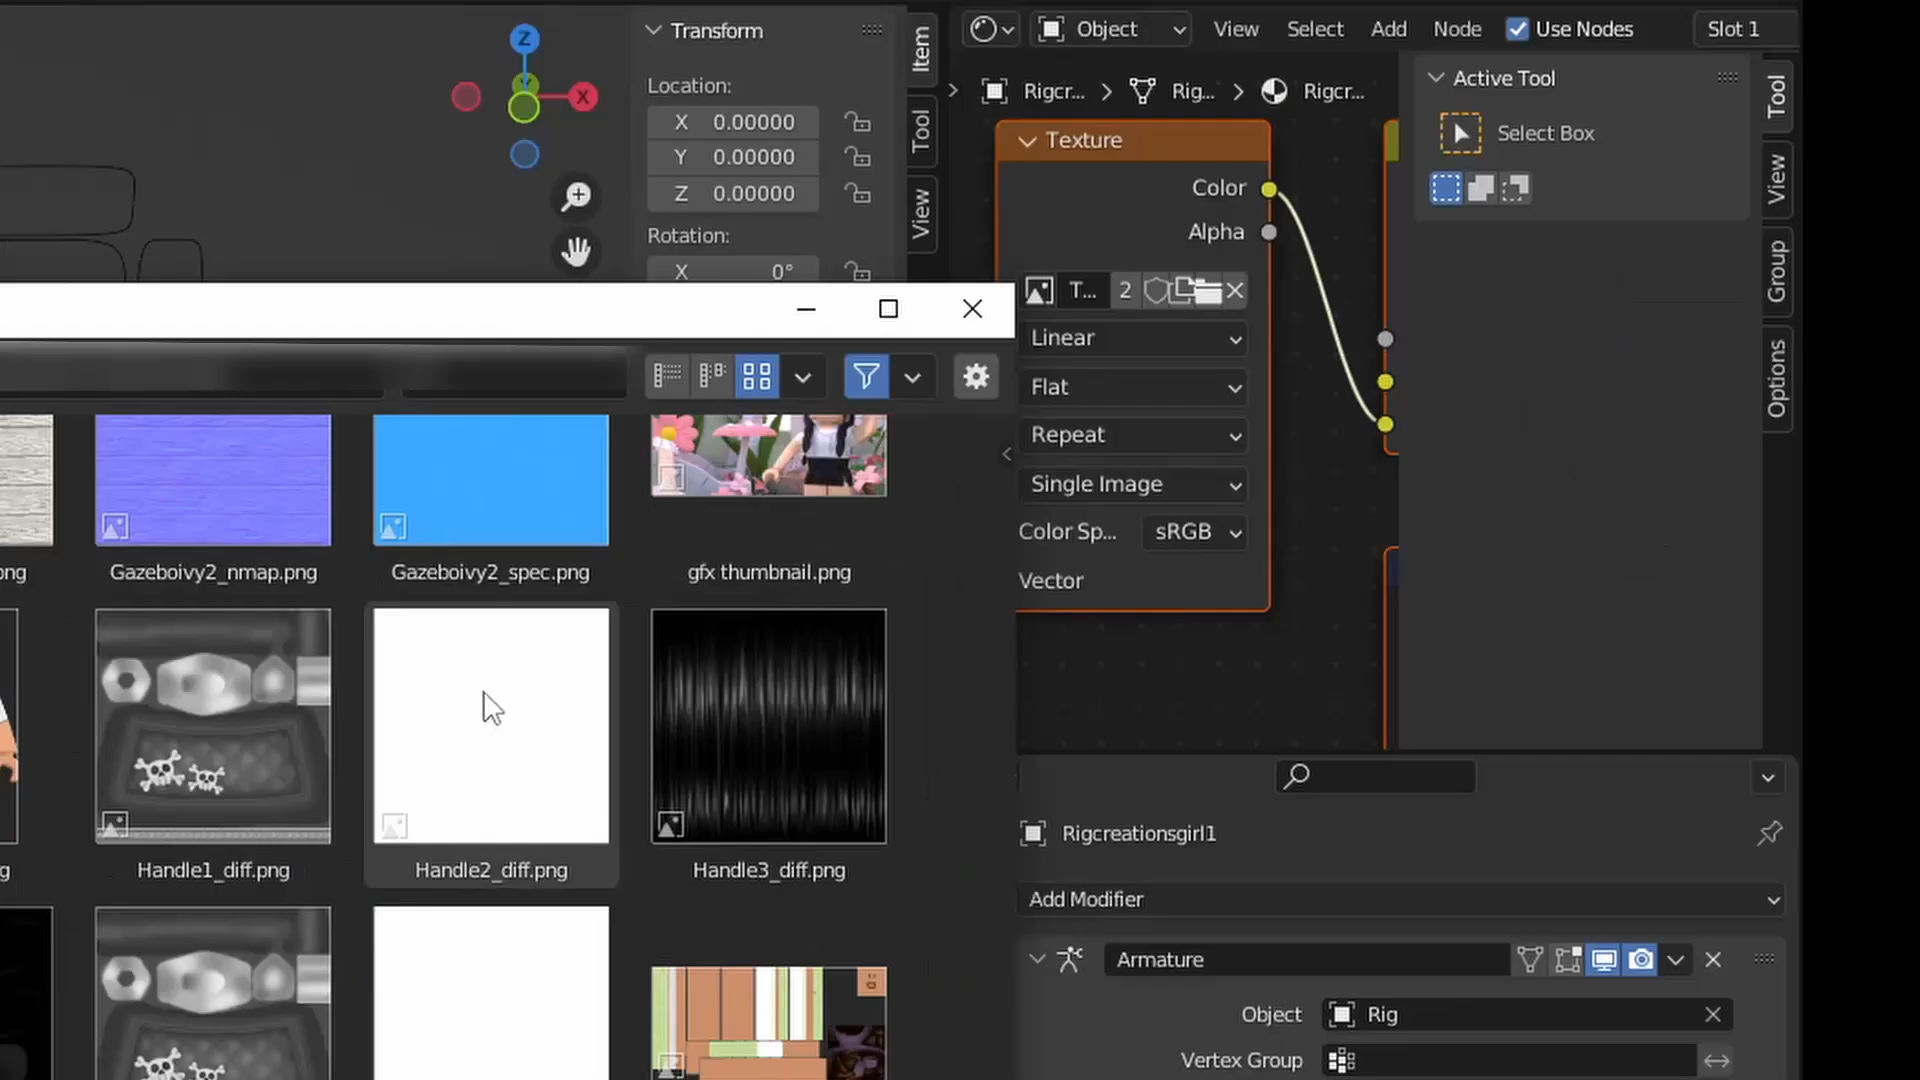 Z
X
Transform
Location:
X 0.00000
Y 0.00000
Z 0.00000
Rotation:
X 0°
Item
Tool
View
Object
View
Select
Add
Node
Use Nodes
Slot 1
Rigcr...
Rig...
Rigcr...
Texture
Color
Alpha
T...
2
Linear
Flat
Repeat
Single Image
Color Sp...
sRGB
Vector
Active Tool
Select Box
Tool
View
Group
Options
png
Gazeboivy2_nmap.png
Gazeboivy2_spec.png
gfx thumbnail.png
g
Handle1_diff.png
Handle2_diff.png
Handle3_diff.png
Rigcreationsgirl1
Add Modifier
Armature
Object
Rig
Vertex Group